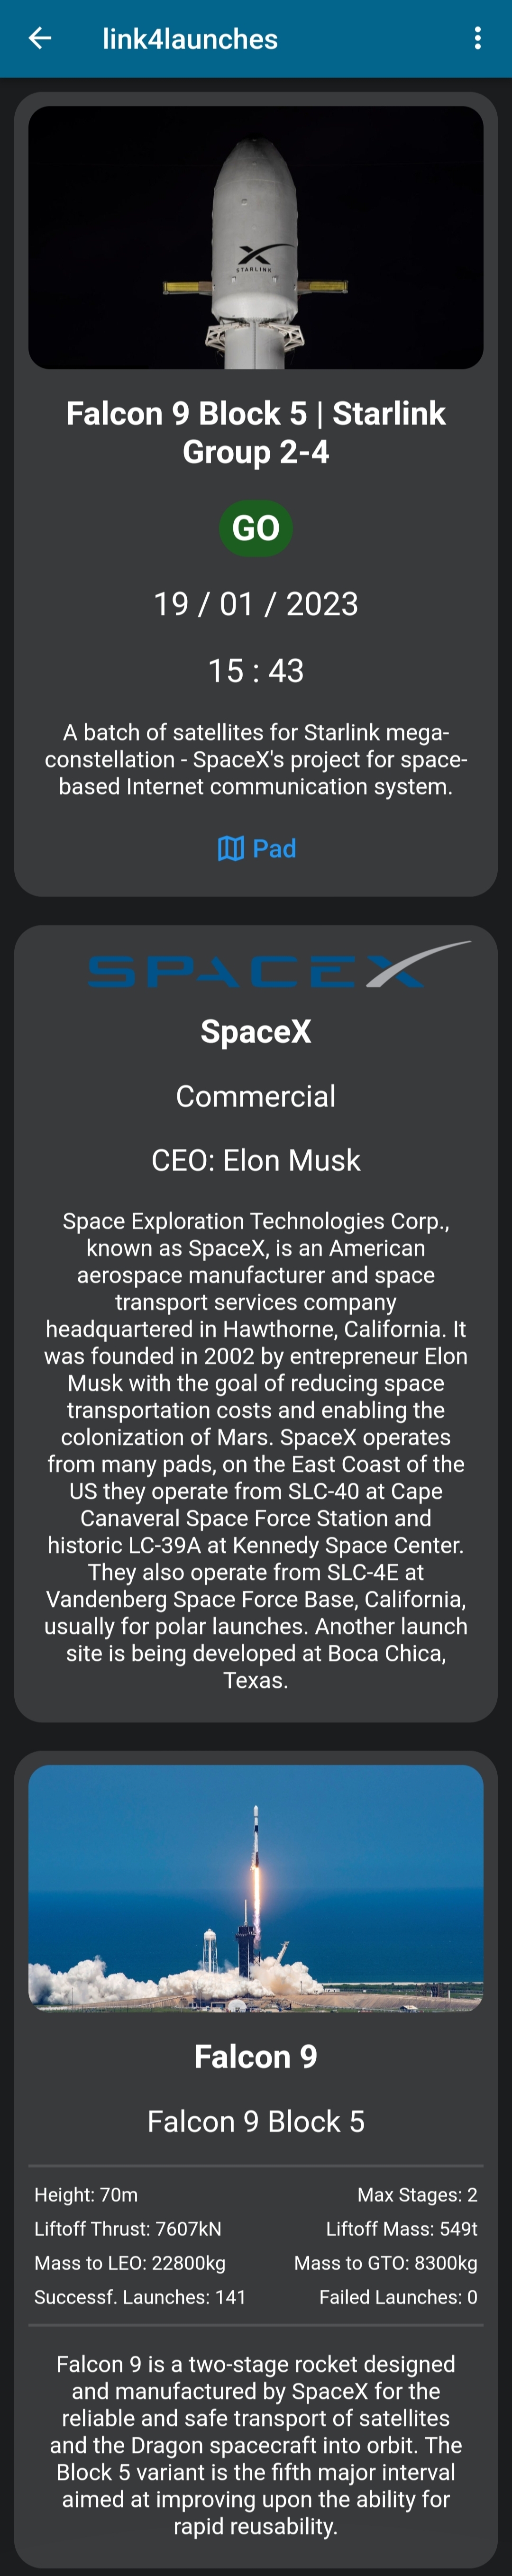 link4launches
STARLINK
Falcon 9 Block 5 | Starlink
Group 2-4
GO
19 / 01 / 2023
15 : 43
A batch of satellites for Starlink mega-
constellation - SpaceX's project for space-
based Internet communication system.
Pad
SPACEX
SpaceX
Commercial
CEO: Elon Musk
Space Exploration Technologies Corp.,
known as SpaceX, is an American
aerospace manufacturer and space
transport services company
headquartered in Hawthorne, California. It
was founded in 2002 by entrepreneur Elon
Musk with the goal of reducing space
transportation costs and enabling the
colonization of Mars. SpaceX operates
from many pads, on the East Coast of the
US they operate from SLC-40 at Cape
Canaveral Space Force Station and
historic LC-39A at Kennedy Space Center.
They also operate from SLC-4E at
Vandenberg Space Force Base, California,
usually for polar launches. Another launch
site is being developed at Boca Chica,
Texas.
Falcon 9
Falcon 9 Block 5
Height: 70m Max Stages: 2
Liftoff Thrust: 7607kN Liftoff Mass: 549t
Mass to LEO: 22800kg Mass to GTO: 8300kg
Successf. Launches: 141 Failed Launches: 0
Falcon 9 is a two-stage rocket designed
and manufactured by SpaceX for the
reliable and safe transport of satellites
and the Dragon spacecraft into orbit. The
Block 5 variant is the fifth major interval
aimed at improving upon the ability for
rapid reusability.